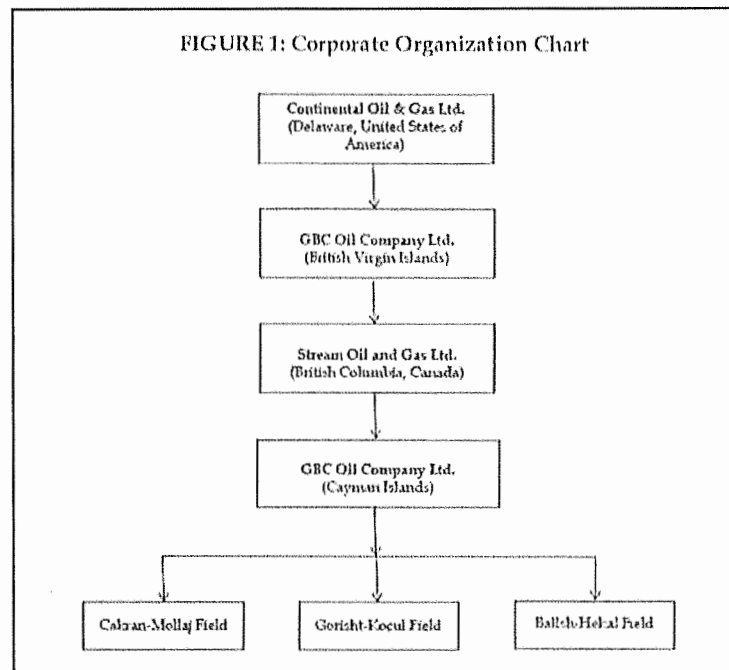 FIGURE 1: Corporate Organization Chart
Continental Oil & Gas Ltd.
(Delaware, United States of
America)
GBC Oil Company Ltd.
(British Virgin Islands)
Stream Oil and Gas Ltd.
(British Columbia, Canada)
GBC Oil Company Ltd.
(Cayman Islands)
Cakran-Mollaj Field
Gorisht-Kocul Field
Ballsh-Hekal Field